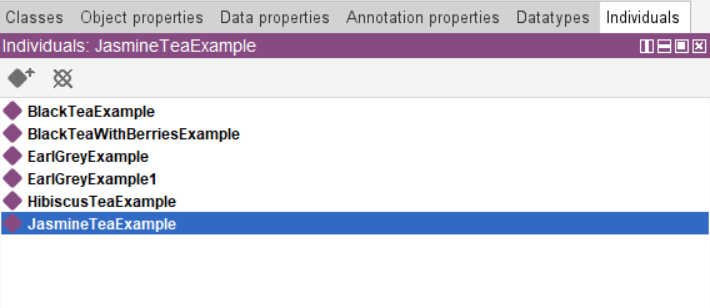 Classes Object properties Data properties Annotation properties Datatypes Individuals
Individuals: JasmineTeaExample
BlackTeaExample
BlackTeaWithBerriesExample
EarlGreyExample
EarlGreyExample1
HibiscusTeaExample
JasmineTeaExample